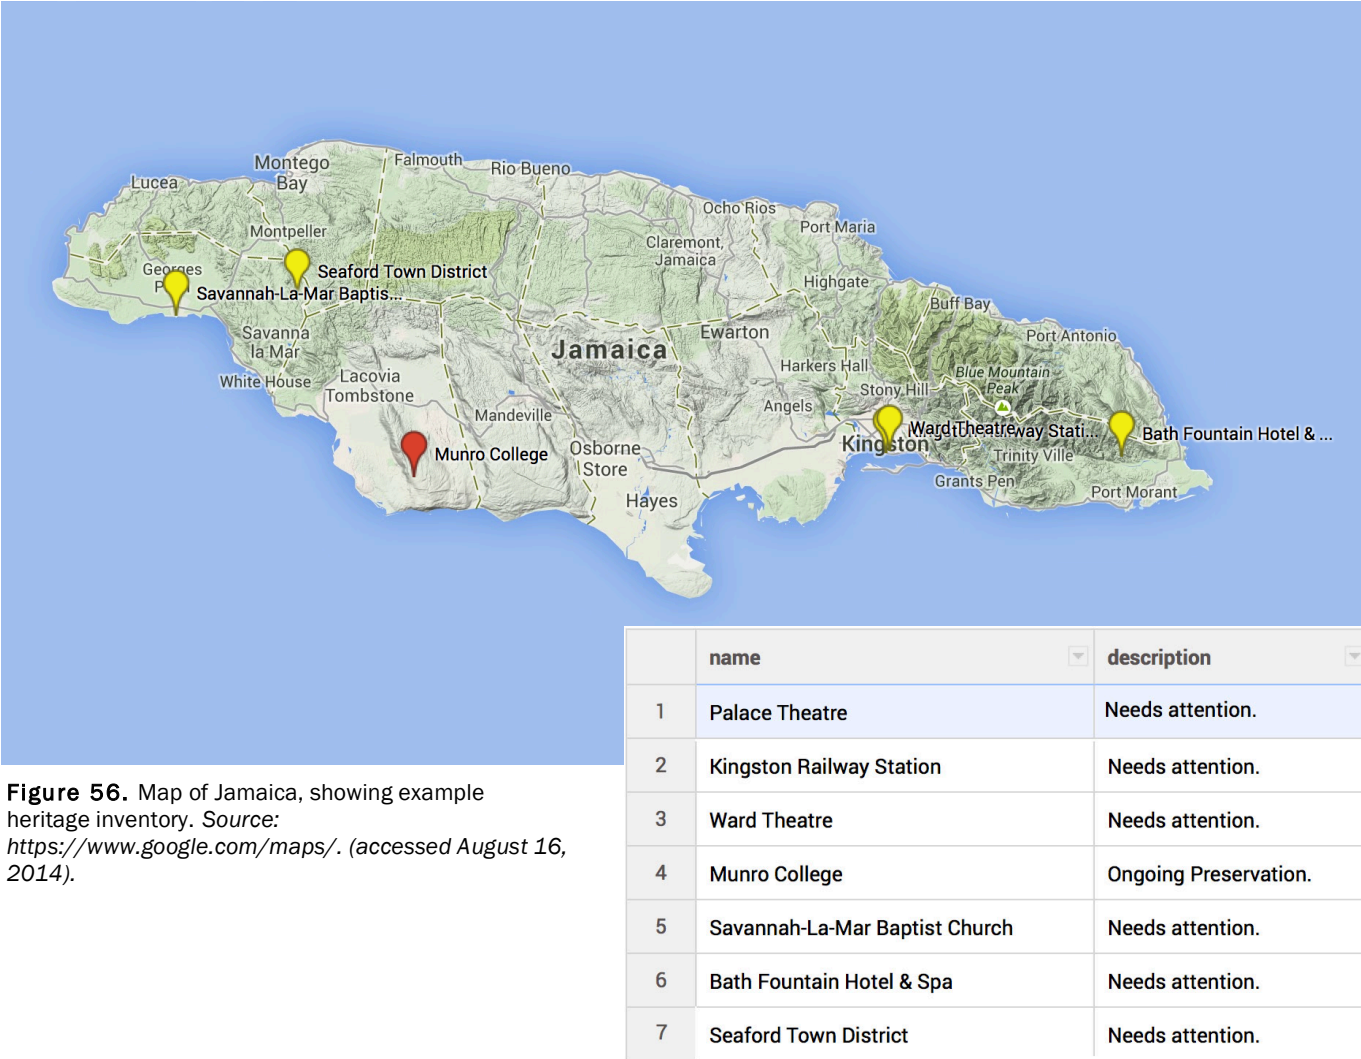 Montego
Bay
Falmouth
Rio Bueno
Lucea
Ocho Rios
Port Maria
Montpeller
Claremont,
Jamaica
Georges
Seaford Town District
Highgate
Savannah-La-Mar Baptis...
Buff Bay
Savanna
la Mar
Ewarton
Port Antonio
Jamaica
Harkers Hall
White House
Lacovia
Tombstone
Blue Mountain
Peak
Stony Hill
Mandeville
Angels
Ward Theatre
way Stati...
Bath Fountain Hotel & ...
Kingston
Munro College
Osborne
Store
Trinity Ville
Grants Pen
Port Morant
Hayes
name
description
1
Palace Theatre
Needs attention.
2
Kingston Railway Station
Needs attention.
3
Ward Theatre
Needs attention.
4
Munro College
Ongoing Preservation.
5
Savannah-La-Mar Baptist Church
Needs attention.
6
Bath Fountain Hotel & Spa
Needs attention.
7
Seaford Town District
Needs attention.
Figure 56. Map of Jamaica, showing example
heritage inventory. Source:
https://www.google.com/maps/. (accessed August 16,
2014).